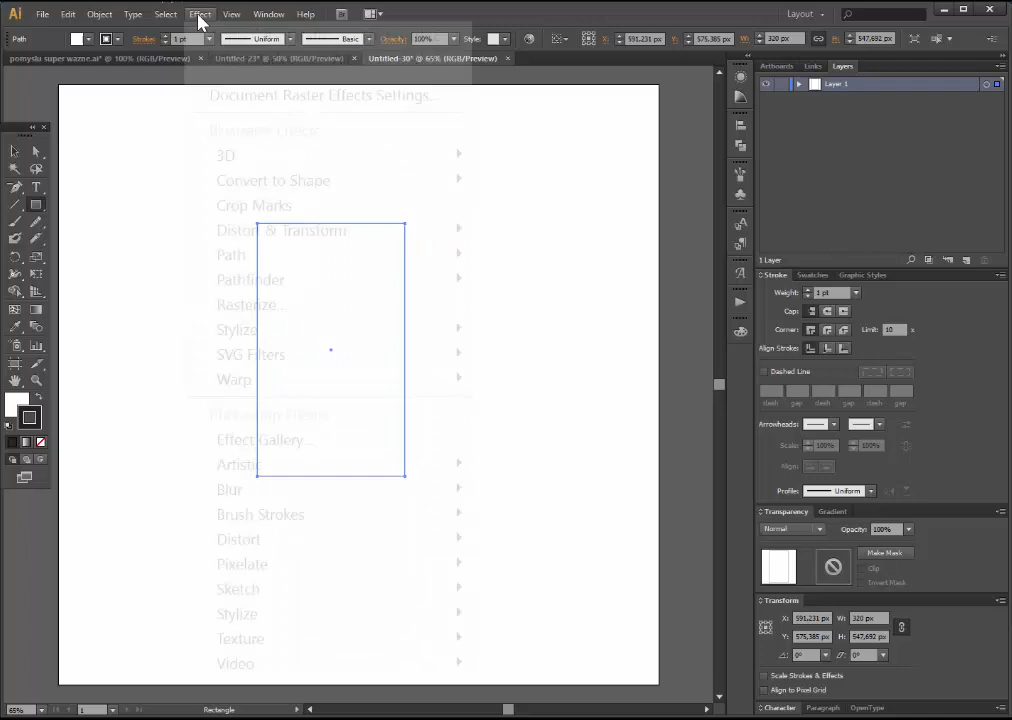 Ai File Edit Object Type Select Effect View Window Help Br Layout
Path Stroke: 1 pt Uniform Basic Opacity: 100% Style: X: 591,231 px Y: 575,385 px W: 320 px H: 547,692 px
pomyslu super wazne.ai* @ 100% (RGB/Preview) × Untitled-23* @ 50% (RGB/Preview) × Untitled-30* @ 65% (RGB/Preview) ×
Artboards Links Layers
Layer 1
Document Raster Effects Settings...
Illustrator Effects
3D
Convert to Shape
Crop Marks
Distort & Transform
Path
Pathfinder
Rasterize...
Stylize
SVG Filters
Warp
Photoshop Effects
Effect Gallery...
Artistic
Blur
Brush Strokes
Distort
Pixelate
Sketch
Stylize
Texture
Video
1 Layer
Stroke Swatches Graphic Styles
Weight: 1 pt
Cap:
Corner: Limit: 10 x
Align Stroke:
Dashed Line
dash gap dash gap dash gap
Arrowheads:
Scale: 100% 100%
Align:
Profile: Uniform
Transparency Gradient
Normal Opacity: 100%
Make Mask
Clip
Invert Mask
Transform
X: 591,231 px W: 320 px
Y: 575,385 px H: 547,692 px
0° 0°
Scale Strokes & Effects
Align to Pixel Grid
Character Paragraph OpenType
65% 1 Rectangle